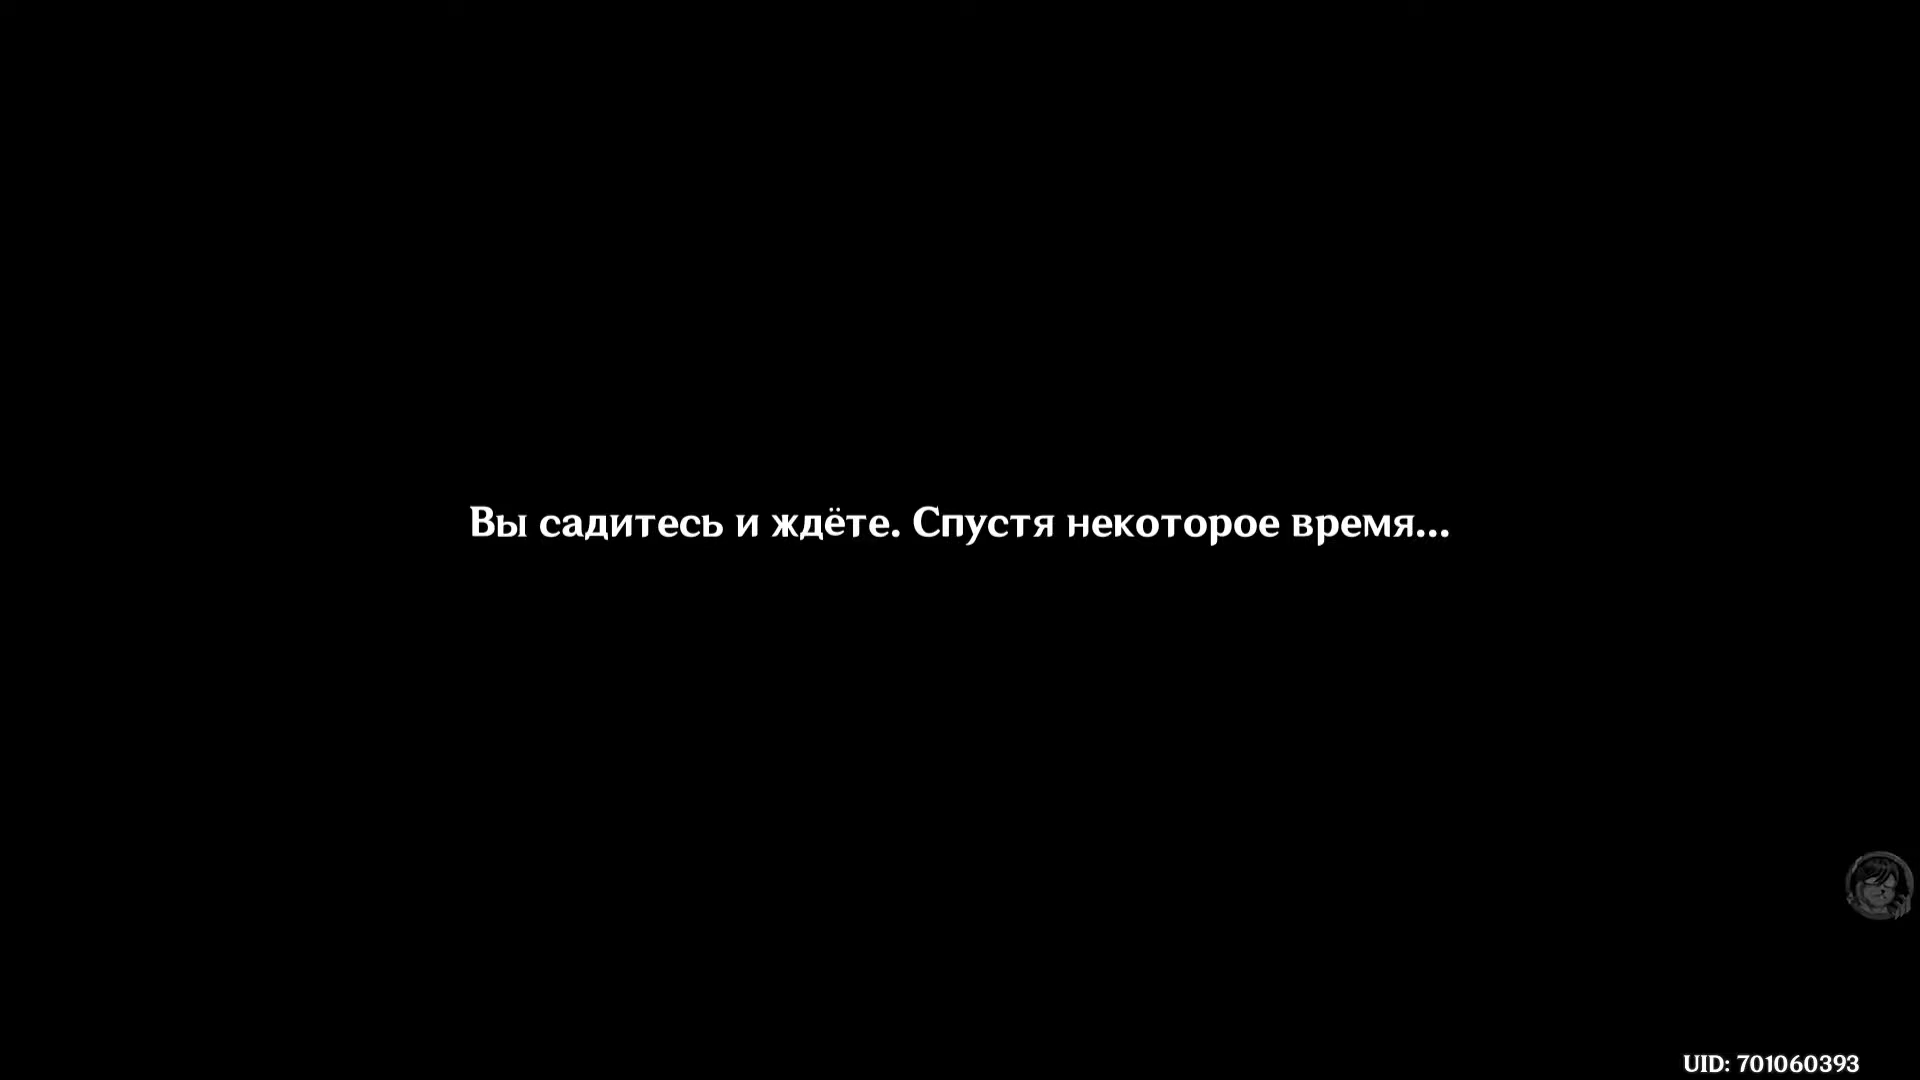 Вы садитесь и ждёте. Спустя некоторое время...
UID: 701060393